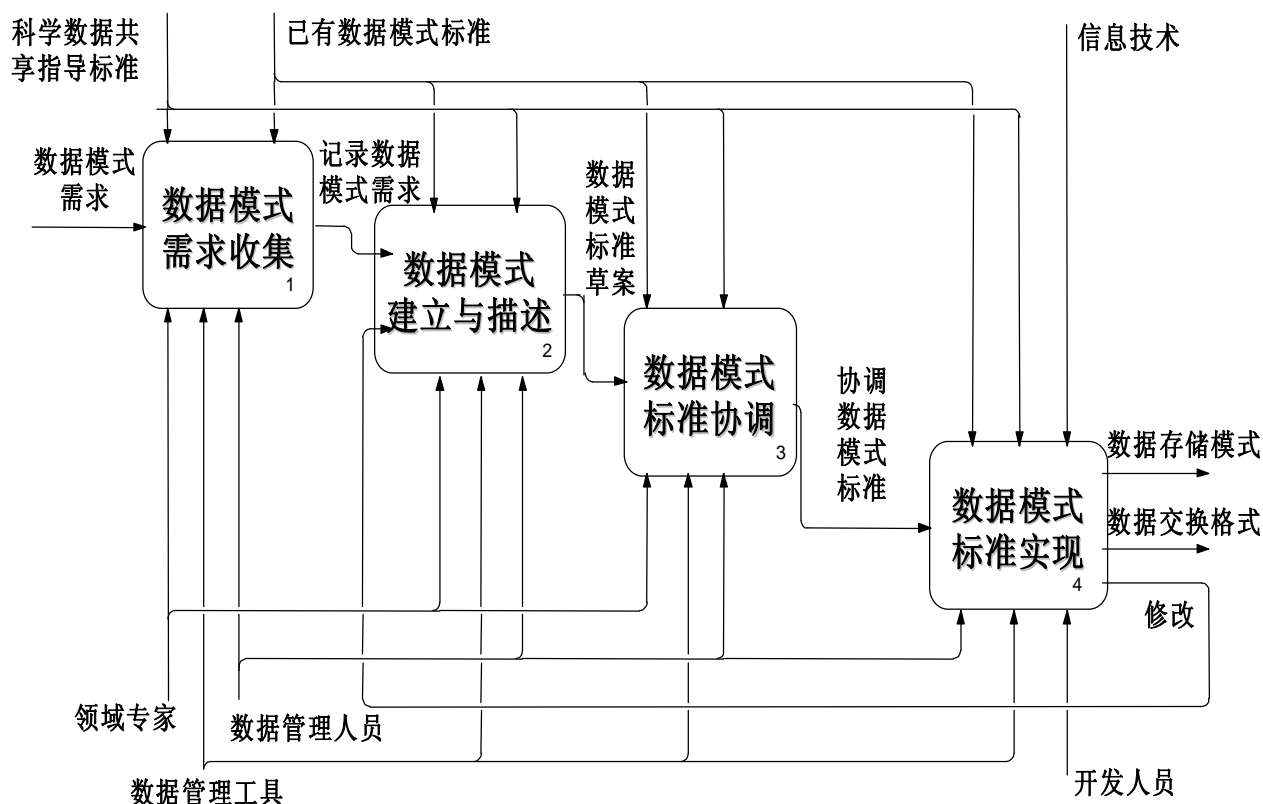 科学数据共
享指导标准
已有数据模式标准
信息技术
数据模式
需求
记录数据
模式需求
数据
模式
标准
草案
数据模式
需求收集
1
数据模式
建立与描述
2
数据模式
标准协调
3
协调
数据
模式
标准
数据模式
标准实现
4
数据存储模式
数据交换格式
修改
领域专家
数据管理人员
数据管理工具
开发人员